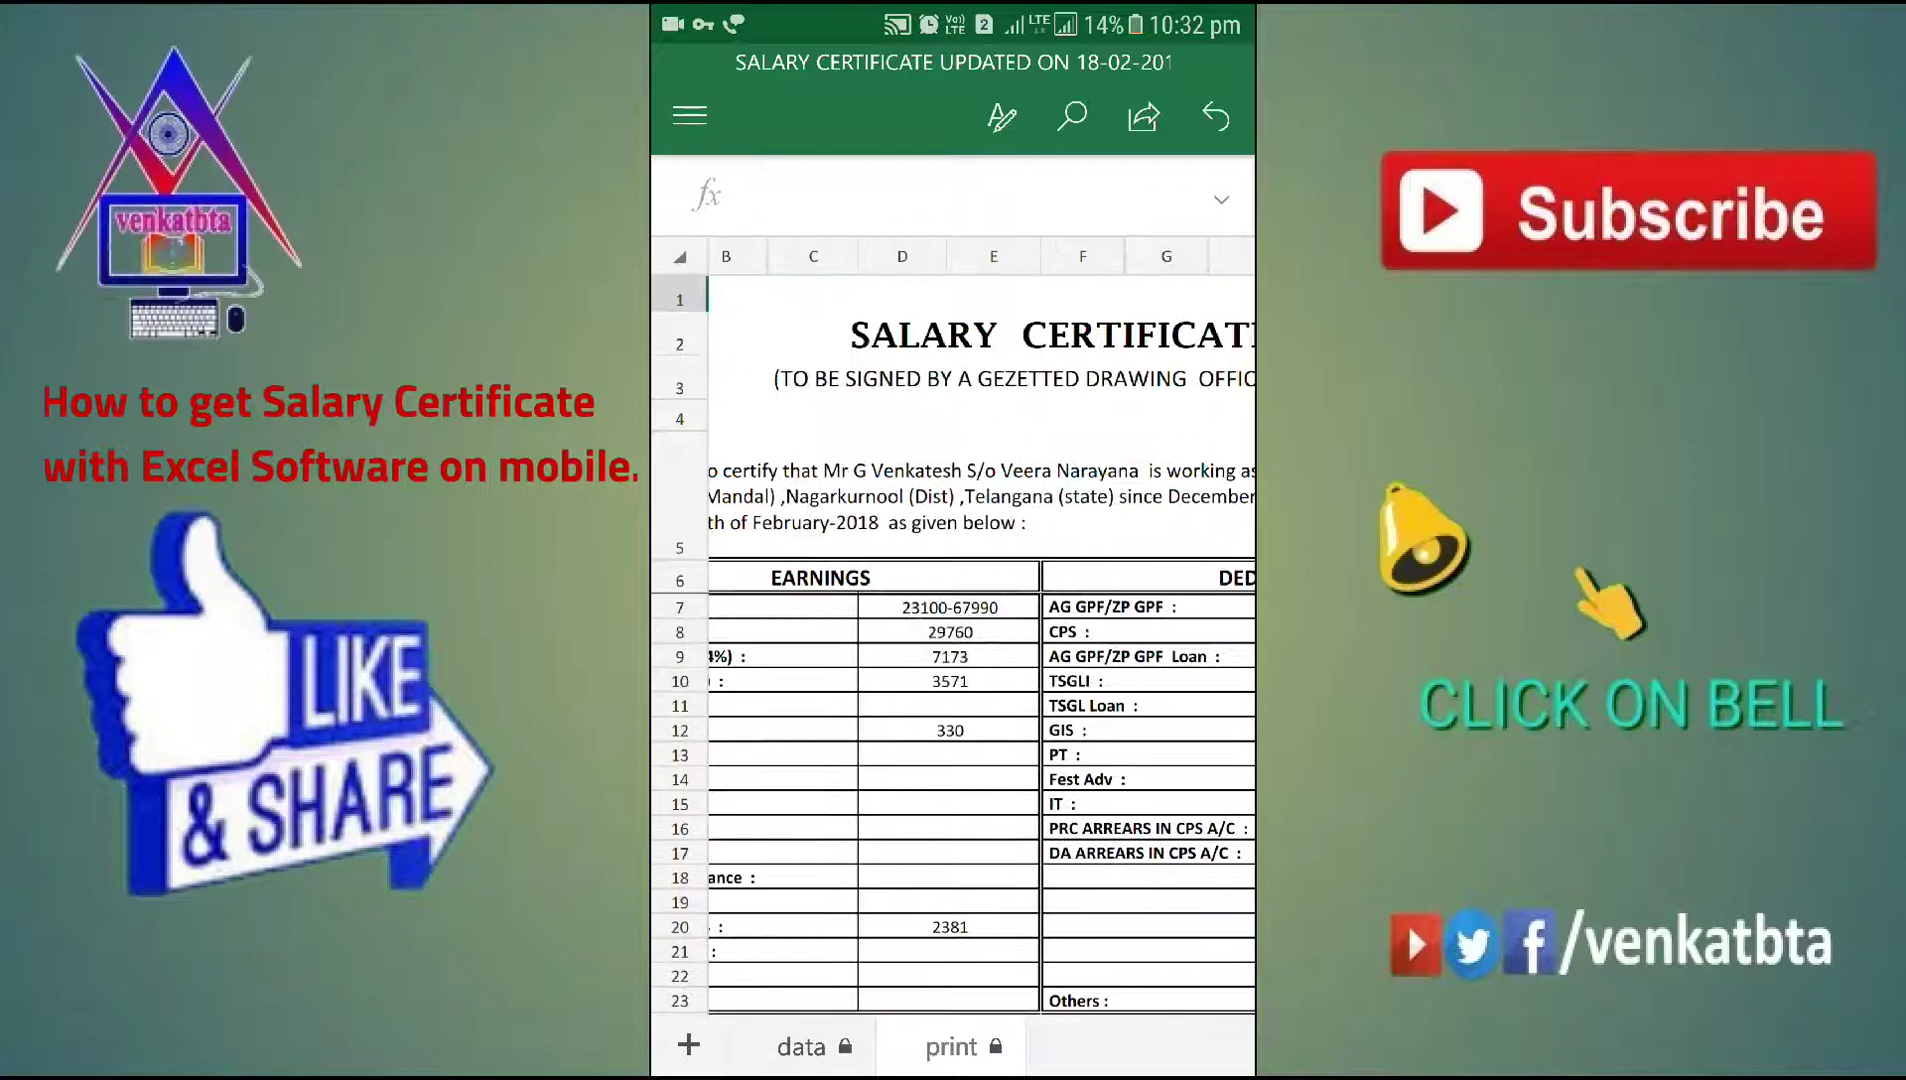 venkatbta
How to get Salary Certificate
with Excel Software on mobile.
LIKE
& SHARE
Vo))
LTE
2
LTE
14%
10:32 pm
SALARY CERTIFICATE UPDATED ON 18-02-201
fx
B C D E F G
1
2 SALARY CERTIFICATE
3 (TO BE SIGNED BY A GEZETTED DRAWING OFFIC
4
o certify that Mr G Venkatesh S/o Veera Narayana is working as
Mandal) ,Nagarkurnool (Dist) ,Telangana (state) since December
th of February-2018 as given below :
5
6 EARNINGS DED
7 23100-67990 AG GPF/ZP GPF :
8 29760 CPS :
9 4%) : 7173 AG GPF/ZP GPF Loan :
10 : 3571 TSGLI :
11 TSGL Loan :
12 330 GIS :
13 PT :
14 Fest Adv :
15 IT :
16 PRC ARREARS IN CPS A/C :
17 DA ARREARS IN CPS A/C :
18 ance :
19
20 : 2381
21 :
22
23 Others :
data print
Subscribe
CLICK ON BELL
/venkatbta